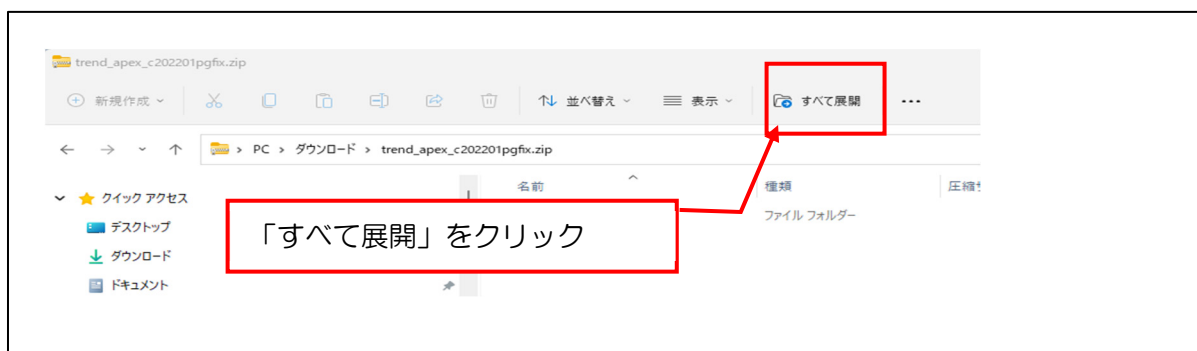 trend_apex_c202201pgfix.zip
新規作成 並べ替え 表示 すべて展開 ...
PC > ダウンロード > trend_apex_c202201pgfix.zip
名前 種類
クイック アクセス
ファイル フォルダー
デスクトップ
「すべて展開」をクリック
ダウンロード
ドキュメント